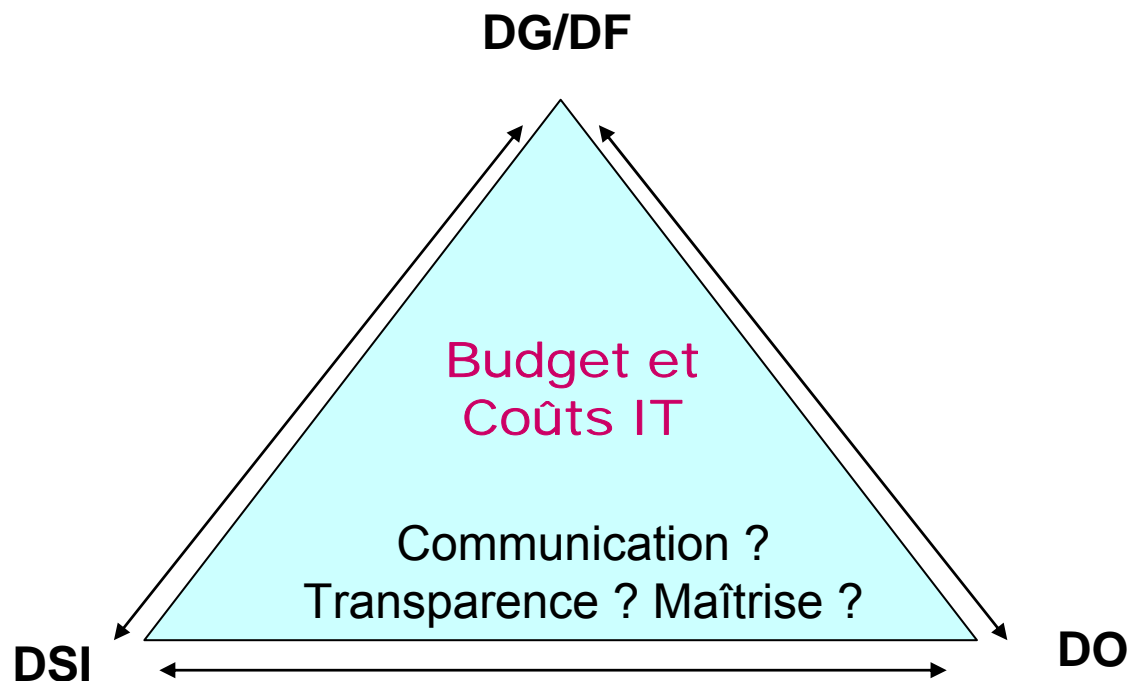 DG/DF
Budget et
Coûts IT
Communication ?
Transparence ? Maîtrise ?
DSI
DO